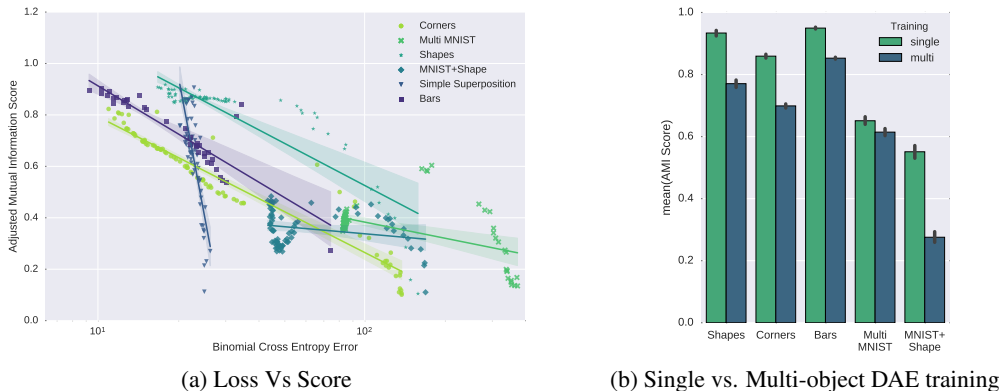 1.2
1.0
0.8
0.6
0.4
0.2
0.0
Adjusted Mutual Information Score
Corners
Multi MNIST
Shapes
MNIST+Shape
Simple Superposition
Bars
10¹
10²
Binomial Cross Entropy Error
(a) Loss Vs Score
1.0
0.8
0.6
0.4
0.2
0.0
mean(AMI Score)
Training
single
multi
Shapes
Corners
Bars
Multi
MNIST
MNIST+
Shape
(b) Single vs. Multi-object DAE training